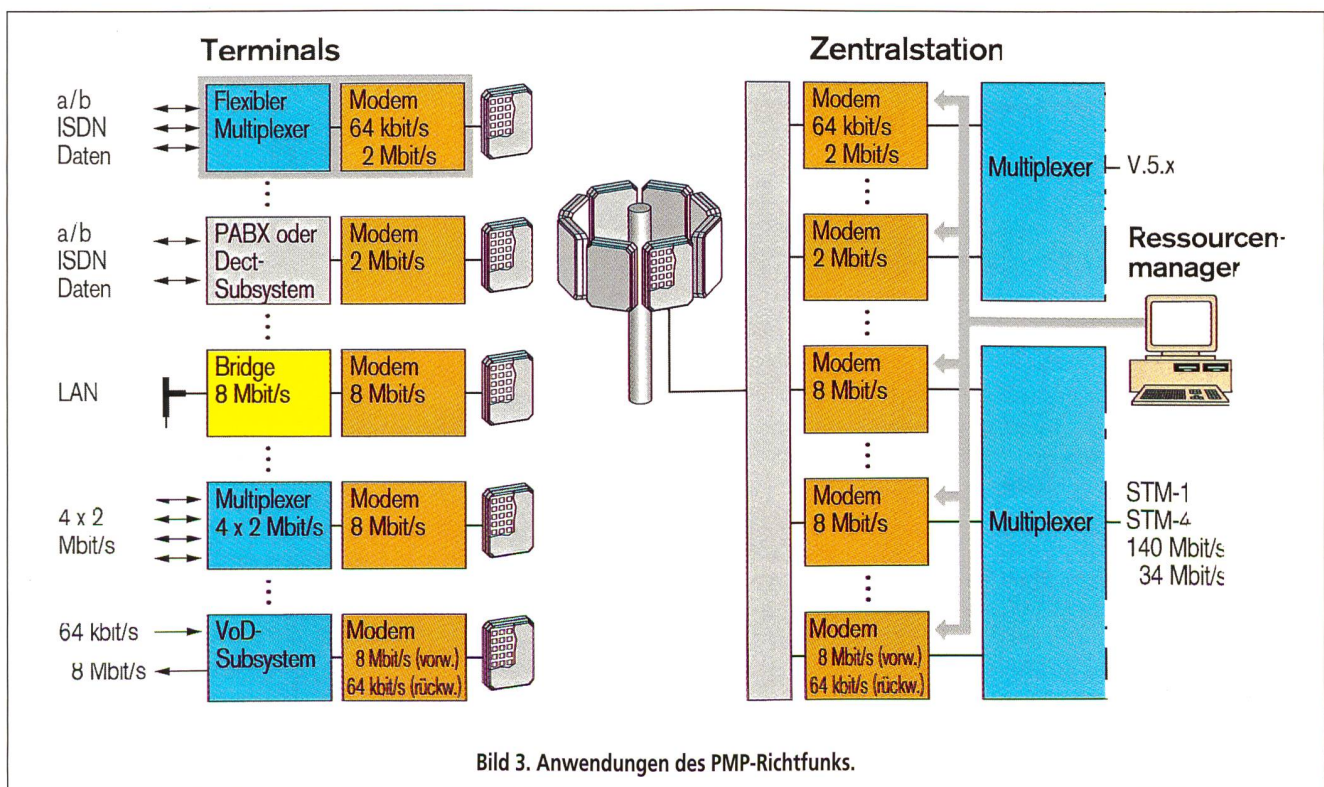 Terminals
a/b
ISDN
Daten
Flexibler
Multiplexer
Modem
64 kbit/s
2 Mbit/s
a/b
ISDN
Daten
PABX oder
Dect-
Subsystem
Modem
2 Mbit/s
LAN
Bridge
8 Mbit/s
Modem
8 Mbit/s
4 x 2
Mbit/s
Multiplexer
4 x 2 Mbit/s
Modem
8 Mbit/s
64 kbit/s
8 Mbit/s
VoD-
Subsystem
Modem
8 Mbit/s (vorw.)
64 kbit/s (rückw.)
Zentralstation
Modem
64 kbit/s
2 Mbit/s
Modem
2 Mbit/s
Modem
8 Mbit/s
Modem
8 Mbit/s
Modem
8 Mbit/s (vorw.)
64 kbit/s (rückw.)
Multiplexer
V.5.x
Ressourcen-
manager
Multiplexer
STM-1
STM-4
140 Mbit/s
34 Mbit/s
Bild 3. Anwendungen des PMP-Richtfunks.